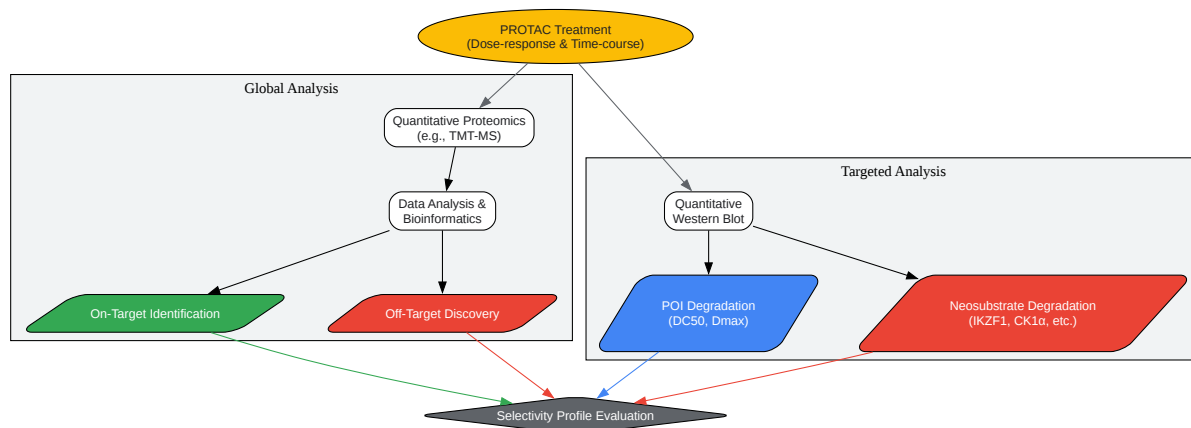 PROTAC Treatment
(Dose-response & Time-course)
Global Analysis
Quantitative Proteomics
(e.g., TMT-MS)
Data Analysis &
Bioinformatics
On-Target Identification
Off-Target Discovery
Targeted Analysis
Quantitative
Western Blot
POI Degradation
(DC50, Dmax)
Neosubstrate Degradation
(IKZF1, CK1α, etc.)
Selectivity Profile Evaluation